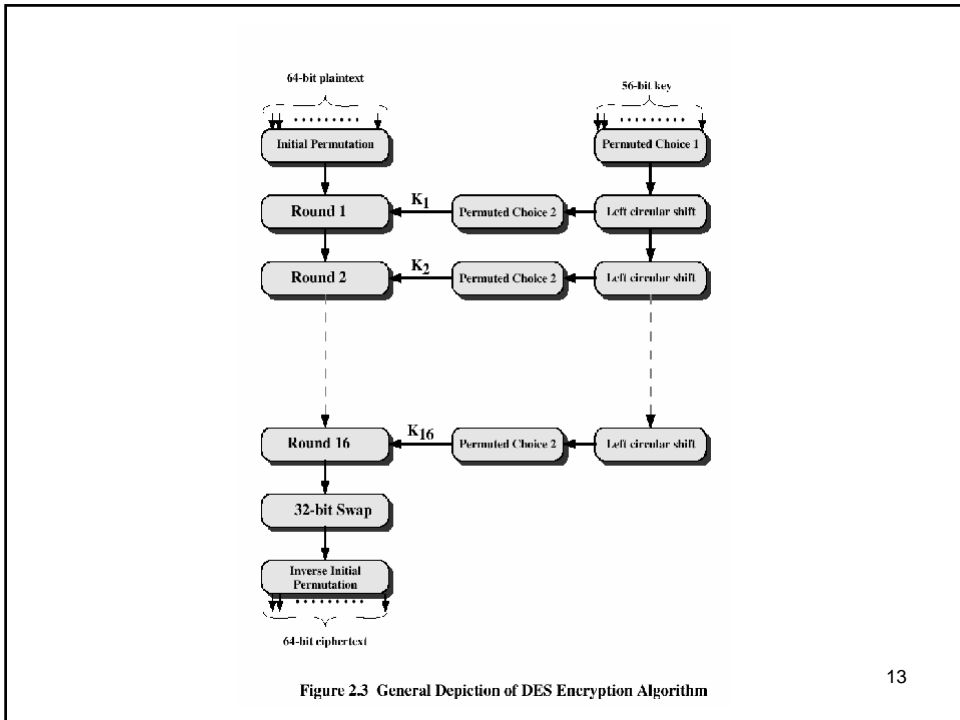 64-bit plaintext
56-bit key
Initial Permutation
Permuted Choice 1
Round 1
K1
Permuted Choice 2
Left circular shift
Round 2
K2
Permuted Choice 2
Left circular shift
Round 16
K16
Permuted Choice 2
Left circular shift
32-bit Swap
Inverse Initial
Permutation
64-bit ciphertext
Figure 2.3 General Depiction of DES Encryption Algorithm
13